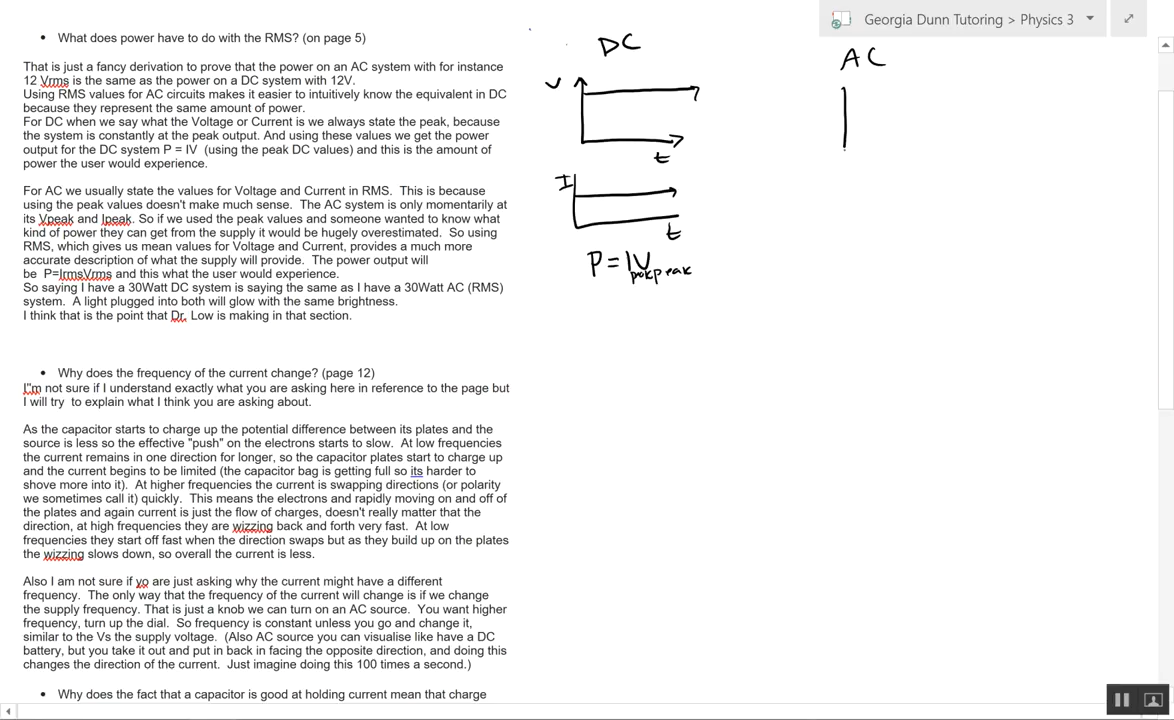 Georgia Dunn Tutoring > Physics 3
• What does power have to do with the RMS? (on page 5)
That is just a fancy derivation to prove that the power on an AC system with for instance
12 Vrms is the same as the power on a DC system with 12V.
Using RMS values for AC circuits makes it easier to intuitively know the equivalent in DC
because they represent the same amount of power.
For DC when we say what the Voltage or Current is we always state the peak, because
the system is constantly at the peak output. And using these values we get the power
output for the DC system P = IV (using the peak DC values) and this is the amount of
power the user would experience.
For AC we usually state the values for Voltage and Current in RMS. This is because
using the peak values doesn't make much sense. The AC system is only momentarily at
its Vpeak and Ipeak. So if we used the peak values and someone wanted to know what
kind of power they can get from the supply it would be hugely overestimated. So using
RMS, which gives us mean values for Voltage and Current, provides a much more
accurate description of what the supply will provide. The power output will
be P=IrmsVrms and this what the user would experience.
So saying I have a 30Watt DC system is saying the same as I have a 30Watt AC (RMS)
system. A light plugged into both will glow with the same brightness.
I think that is the point that Dr. Low is making in that section.
• Why does the frequency of the current change? (page 12)
I"m not sure if I understand exactly what you are asking here in reference to the page but
I will try to explain what I think you are asking about.
As the capacitor starts to charge up the potential difference between its plates and the
source is less so the effective "push" on the electrons starts to slow. At low frequencies
the current remains in one direction for longer, so the capacitor plates start to charge up
and the current begins to be limited (the capacitor bag is getting full so its harder to
shove more into it). At higher frequencies the current is swapping directions (or polarity
we sometimes call it) quickly. This means the electrons and rapidly moving on and off of
the plates and again current is just the flow of charges, doesn't really matter that the
direction, at high frequencies they are wizzing back and forth very fast. At low
frequencies they start off fast when the direction swaps but as they build up on the plates
the wizzing slows down, so overall the current is less.
Also I am not sure if yo are just asking why the current might have a different
frequency. The only way that the frequency of the current will change is if we change
the supply frequency. That is just a knob we can turn on an AC source. You want higher
frequency, turn up the dial. So frequency is constant unless you go and change it,
similar to the Vs the supply voltage. (Also AC source you can visualise like have a DC
battery, but you take it out and put in back in facing the opposite direction, and doing this
changes the direction of the current. Just imagine doing this 100 times a second.)
• Why does the fact that a capacitor is good at holding current mean that charge
DC
V
t
I
t
P = IV
peak
AC